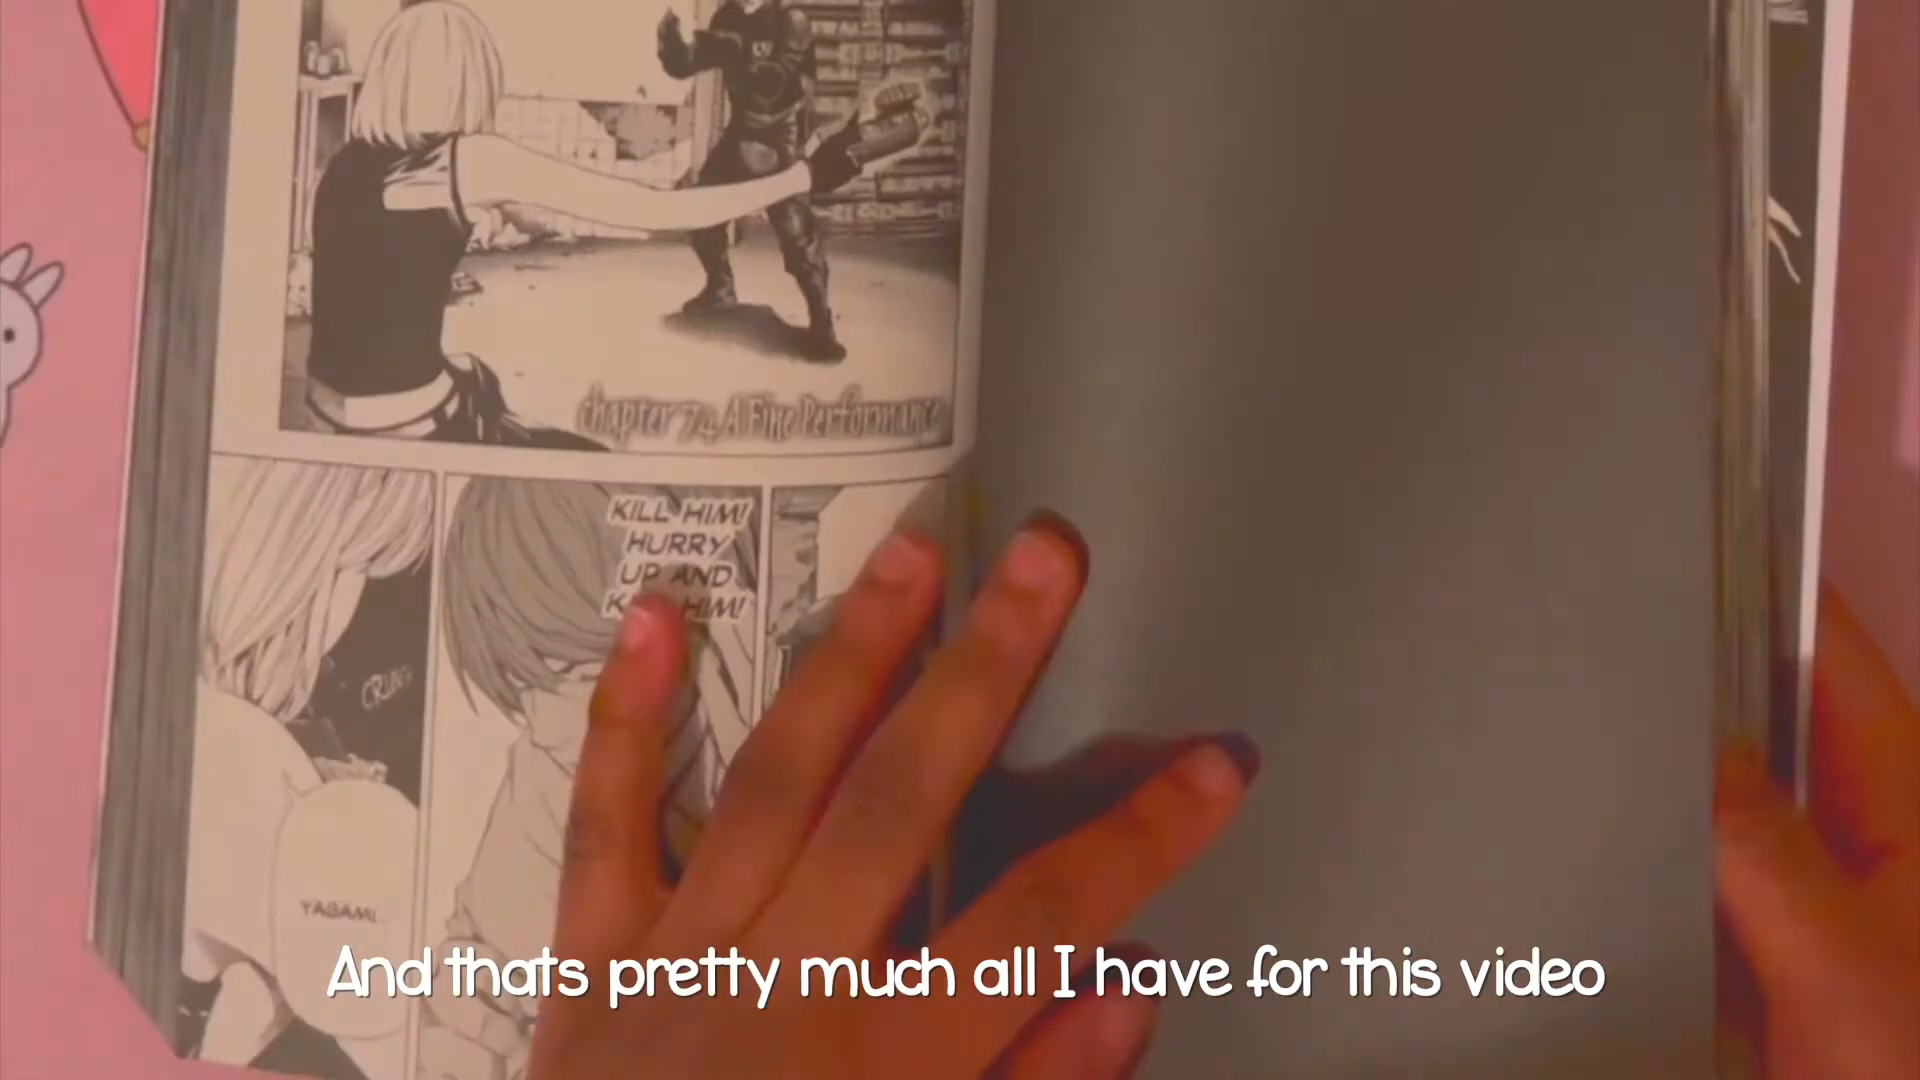 chapter 74 A Fine Performance
KILL HIM!
HURRY
UP AND
HIM!
CRUNCH
YAGAMI...
And thats pretty much all I have for this video